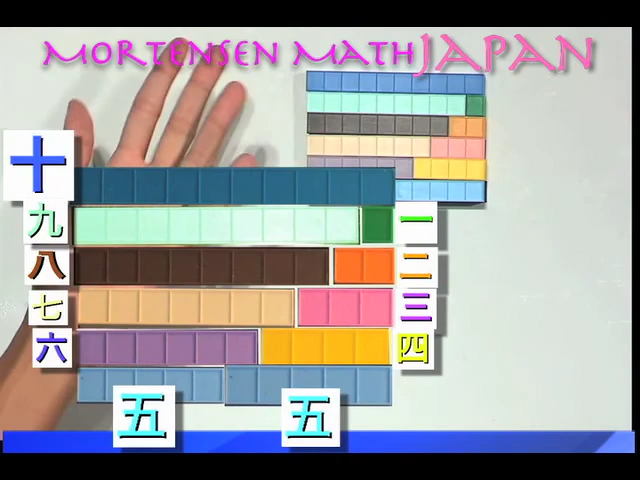 MORTENSEN MATH JAPAN
十
九 一
八 二
七 三
六 四
五 五